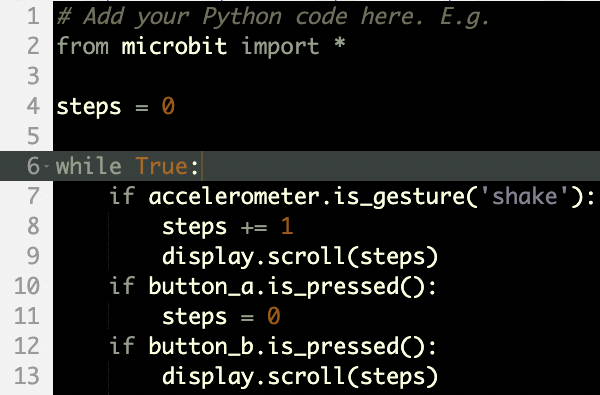 1 # Add your Python code here. E.g.
2 from microbit import *
3
4 steps = 0
5
6 while True:
7     if accelerometer.is_gesture('shake'):
8         steps += 1
9         display.scroll(steps)
10     if button_a.is_pressed():
11         steps = 0
12     if button_b.is_pressed():
13         display.scroll(steps)